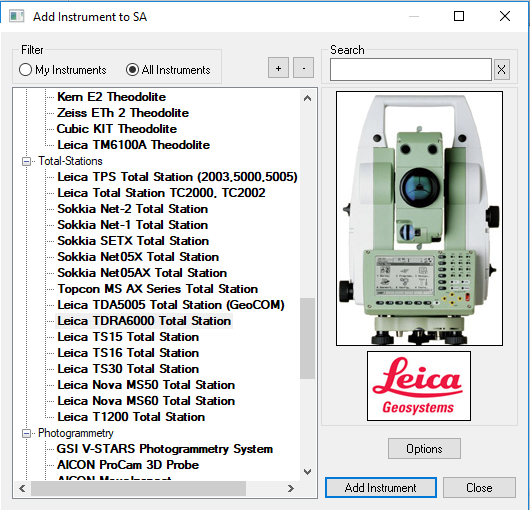 Add Instrument to SA
Filter
My Instruments
All Instruments
+
-
Search
X
Kern E2 Theodolite
Zeiss ETh 2 Theodolite
Cubic KIT Theodolite
Leica TM6100A Theodolite
Total-Stations
Leica TPS Total Station (2003,5000,5005)
Leica Total Station TC2000, TC2002
Sokkia Net-2 Total Station
Sokkia Net-1 Total Station
Sokkia SETX Total Station
Sokkia Net05X Total Station
Sokkia Net05AX Total Station
Topcon MS AX Series Total Station
Leica TDA5005 Total Station (GeoCOM)
Leica TDRA6000 Total Station
Leica TS15 Total Station
Leica TS16 Total Station
Leica TS30 Total Station
Leica Nova MS50 Total Station
Leica Nova MS60 Total Station
Leica T1200 Total Station
Photogrammetry
GSI V-STARS Photogrammetry System
AICON ProCam 3D Probe
AICON MoveInspect
Leica
Geosystems
Options
Add Instrument
Close